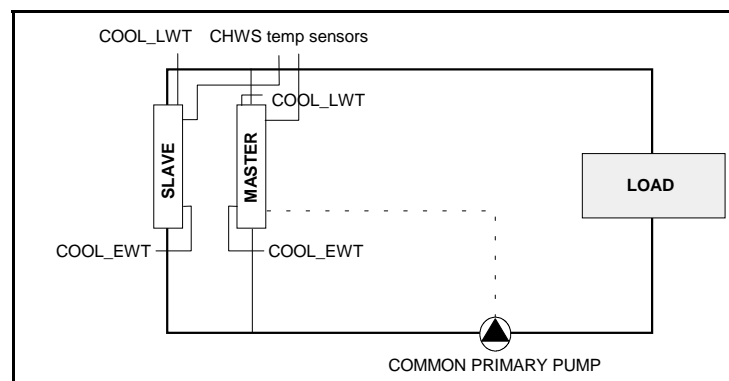 COOL_LWT
CHWS temp sensors
COOL_LWT
SLAVE
MASTER
LOAD
COOL_EWT
COOL_EWT
COMMON PRIMARY PUMP